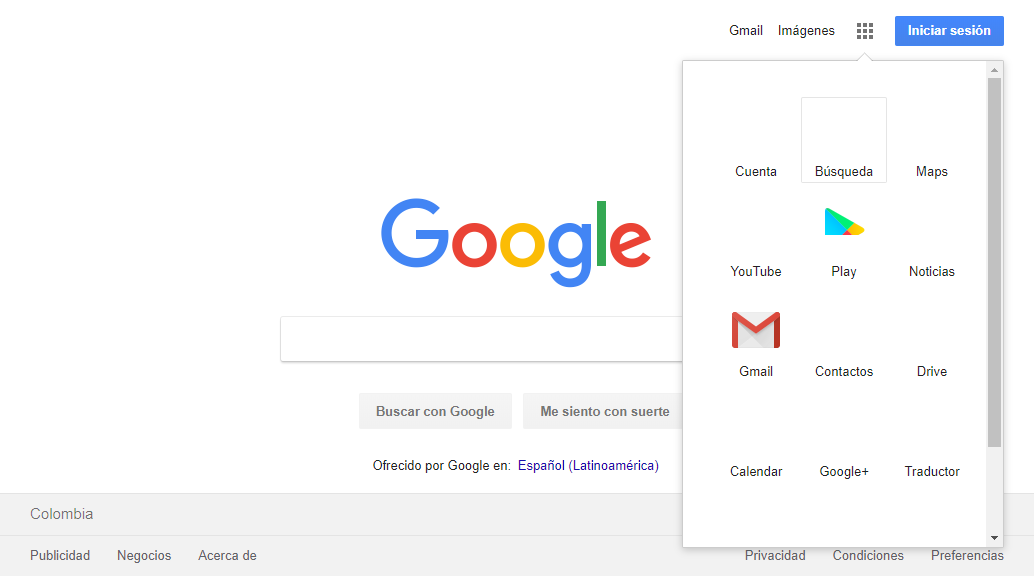 Gmail Imágenes Iniciar sesión
Cuenta Búsqueda Maps
Google
YouTube Play Noticias
Gmail Contactos Drive
Buscar con Google Me siento con suerte
Ofrecido por Google en: Español (Latinoamérica)
Calendar Google+ Traductor
Colombia
Publicidad Negocios Acerca de Privacidad Condiciones Preferencias